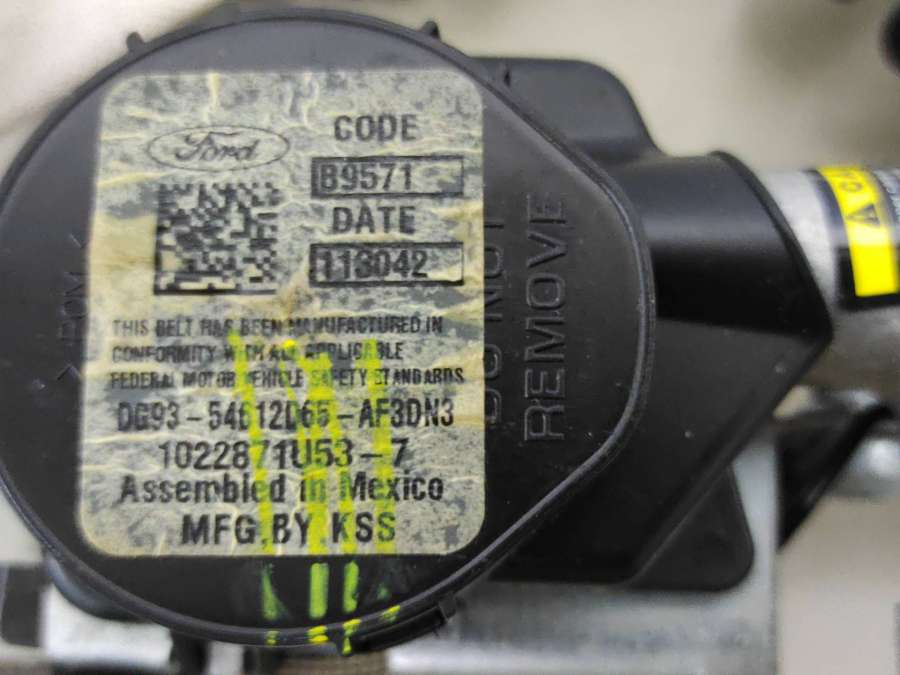 Ford
CODE
B9571
DATE
113042
THIS BELT HAS BEEN MANUFACTURED IN
CONFORMITY WITH ALL APPLICABLE
FEDERAL MOTOR VEHICLE SAFETY STANDARDS
DG93-54612D65-AF3DN3
1022871U53-7
Assembled in Mexico
MFG.BY KSS
DO NOT
REMOVE
>POM<